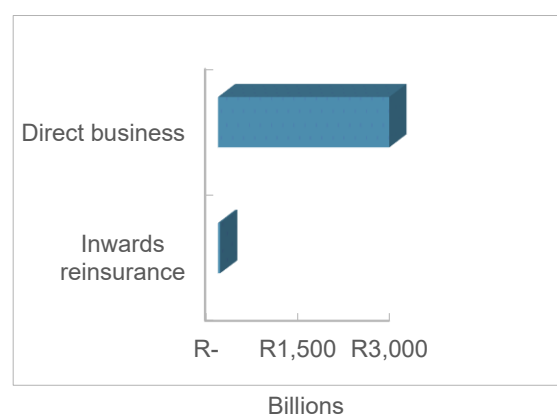 Direct business
Inwards
reinsurance
R-
R1,500
R3,000
Billions